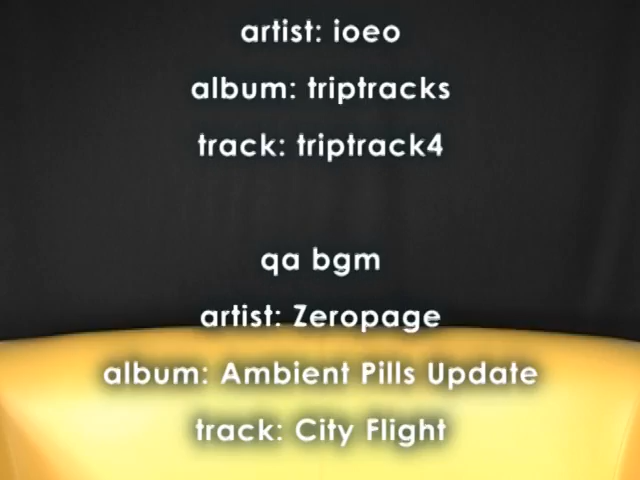 artist: ioeo
album: triptracks
track: triptrack4
qa bgm
artist: Zeropage
album: Ambient Pills Update
track: City Flight